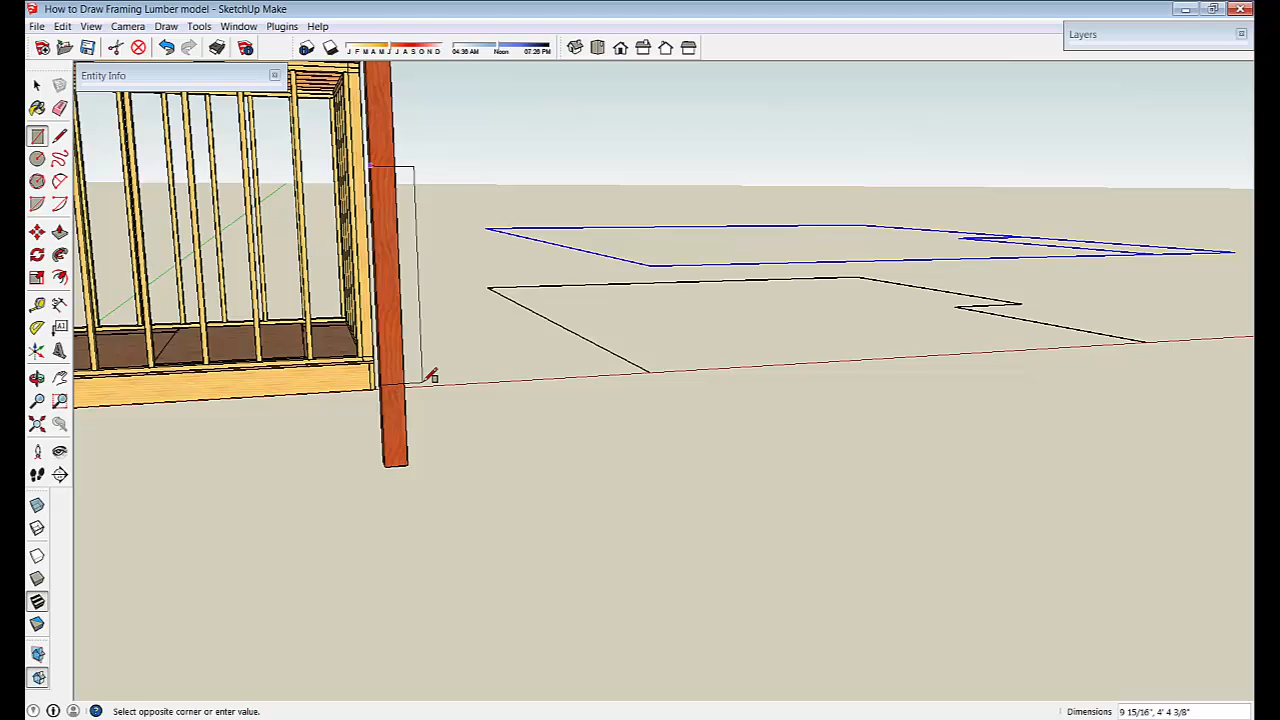 How to Draw Framing Lumber model - SketchUp Make
File Edit View Camera Draw Tools Window Plugins Help
J F M A M J J A S O N D
04:36 AM Noon 07:26 PM
Layers
Entity Info
Select opposite corner or enter value.
Dimensions 9 15/16", 4' 4 3/8"